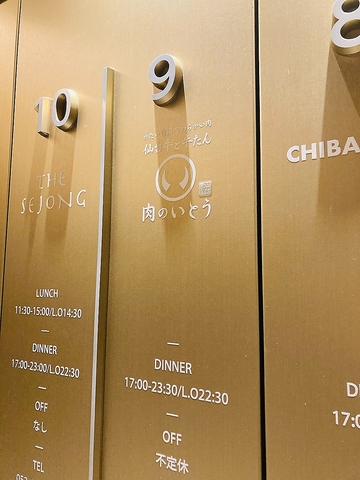 10
THE
SEJONG
LUNCH
11:30-15:00/L.O14:30
DINNER
17:00-23:00/L.O22:30
OFF
なし
TEL
9
仙台牛と牛たん
肉のいとう
DINNER
17:00-23:30/L.O22:30
OFF
不定休
8
CHIBA